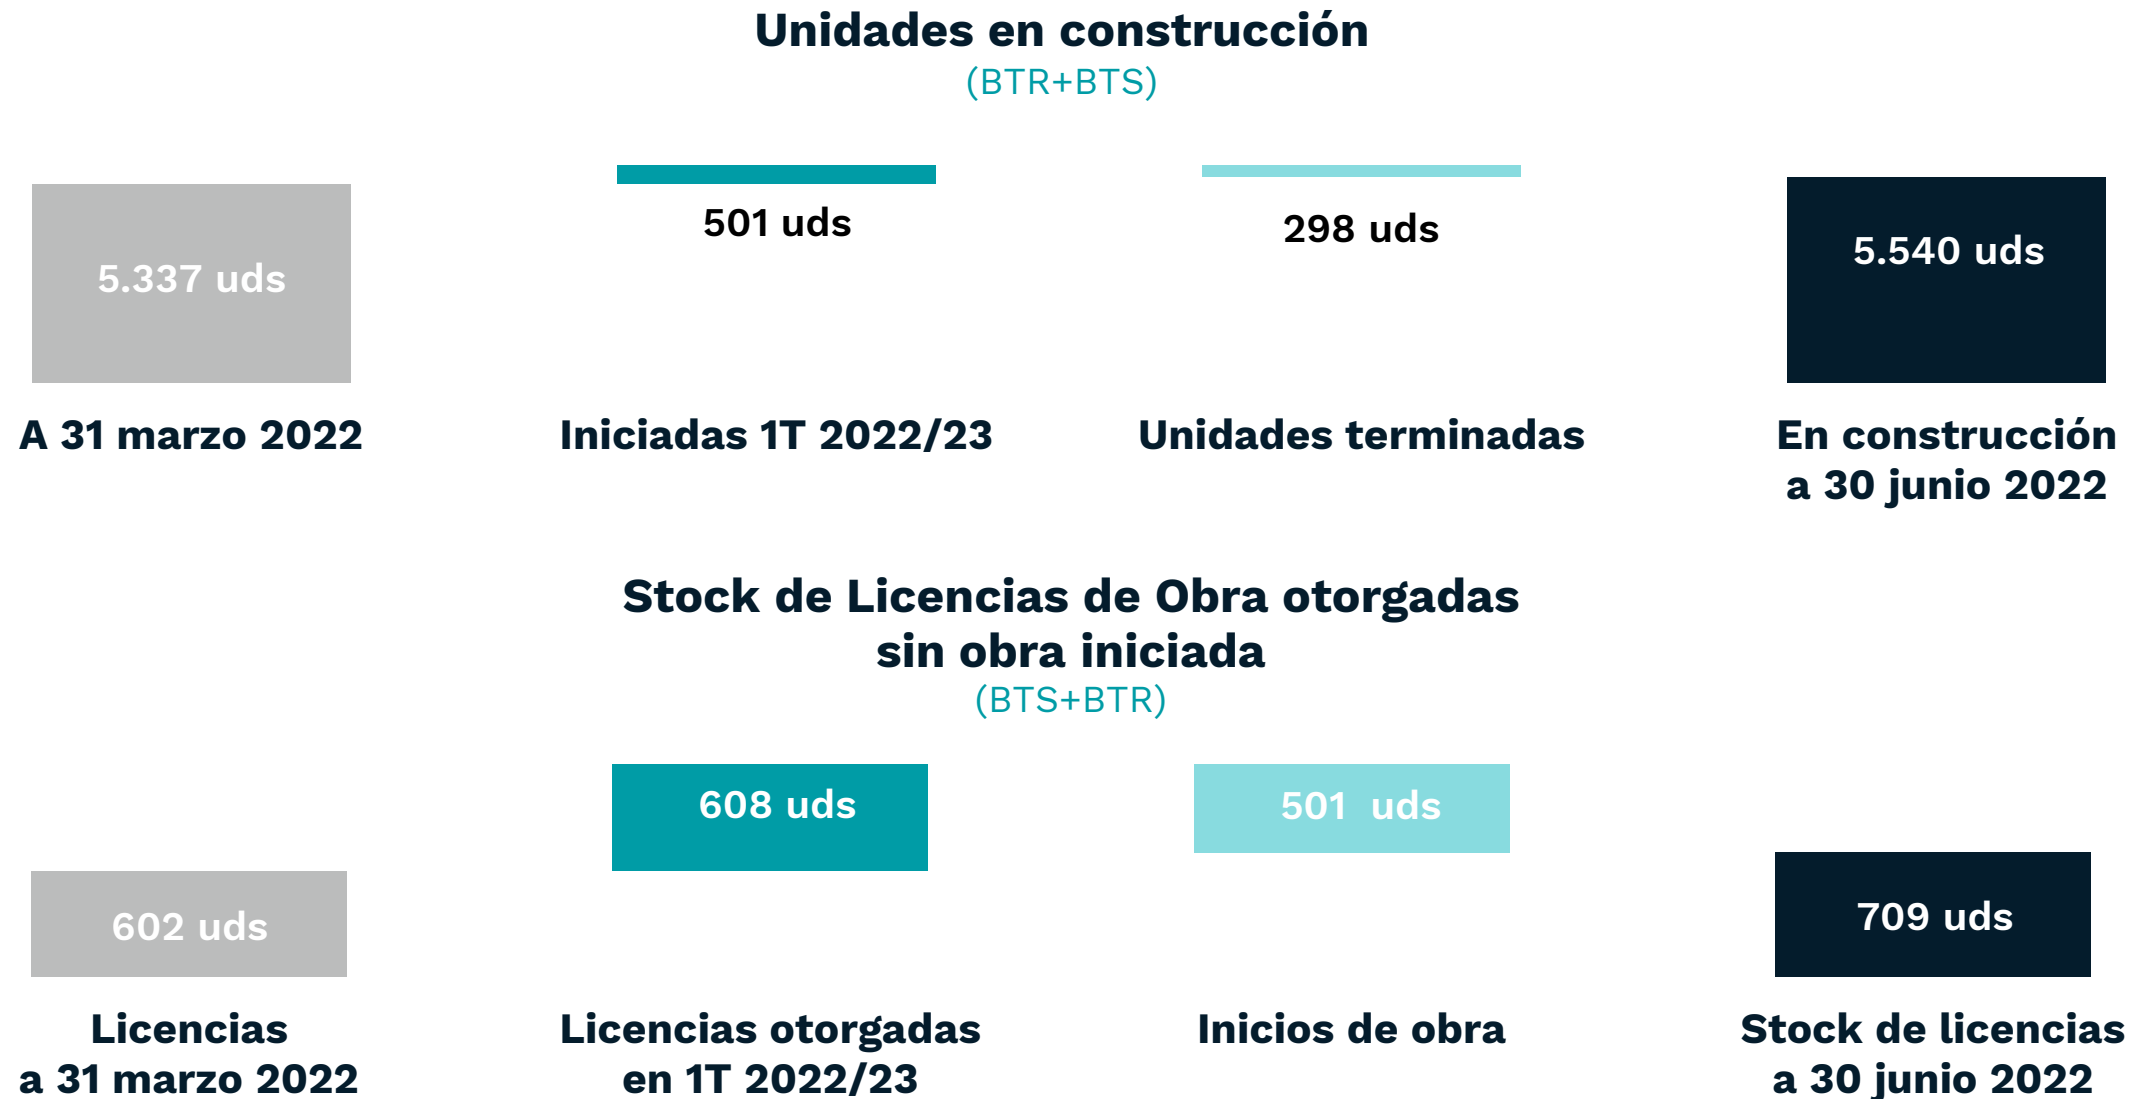 Unidades en construcción
(BTR+BTS)
5.337 uds
501 uds
298 uds
5.540 uds
A 31 marzo 2022
Iniciadas 1T 2022/23
Unidades terminadas
En construcción
a 30 junio 2022
Stock de Licencias de Obra otorgadas
sin obra iniciada
(BTS+BTR)
602 uds
608 uds
501 uds
709 uds
Licencias
a 31 marzo 2022
Licencias otorgadas
en 1T 2022/23
Inicios de obra
Stock de licencias
a 30 junio 2022